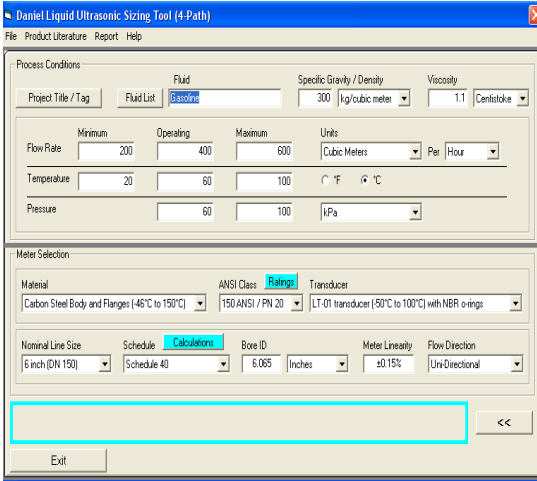 Daniel Liquid Ultrasonic Sizing Tool (4-Path)
File Product Literature Report Help
Process Conditions
Fluid Specific Gravity / Density Viscosity
Project Title / Tag Fluid List Gasoline 300 kg/cubic meter 1.1 Centistoke
Minimum Operating Maximum Units
Flow Rate 200 400 600 Cubic Meters Per Hour
Temperature 20 60 100 °F °C
Pressure 60 100 kPa
Meter Selection
Material ANSI Class Ratings Transducer
Carbon Steel Body and Flanges (-46°C to 150°C) 150 ANSI / PN 20 LT-01 transducer (-50°C to 100°C) with NBR o-rings
Nominal Line Size Schedule Calculations Bore ID Meter Linearity Flow Direction
6 inch (DN 150) Schedule 40 6.065 Inches ±0.15% Uni-Directional
<<
Exit